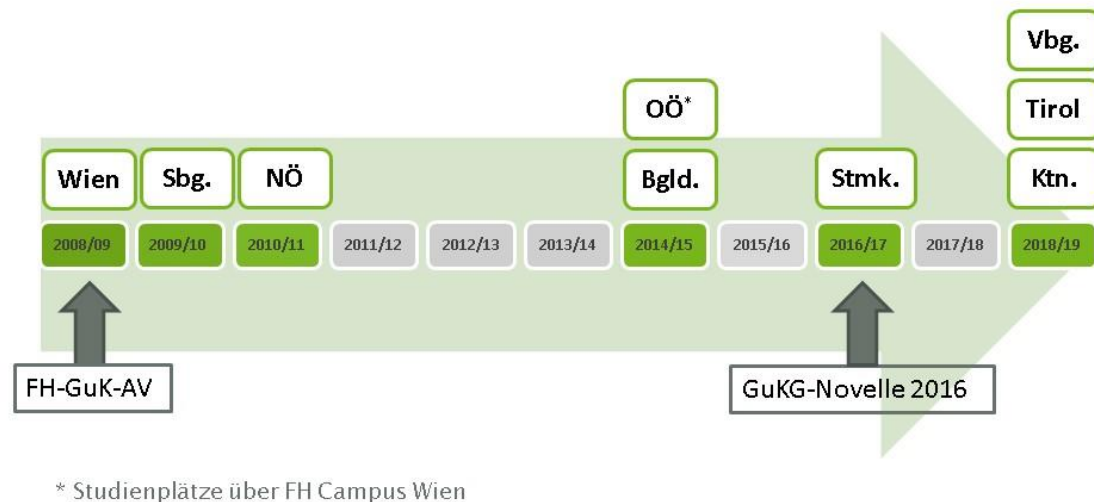 Vbg.
OÖ* Tirol
Wien Sbg. NÖ Bgld. Stmk. Ktn.
2008/09 2009/10 2010/11 2011/12 2012/13 2013/14 2014/15 2015/16 2016/17 2017/18 2018/19
FH-GuK-AV GuKG-Novelle 2016
* Studienplätze über FH Campus Wien